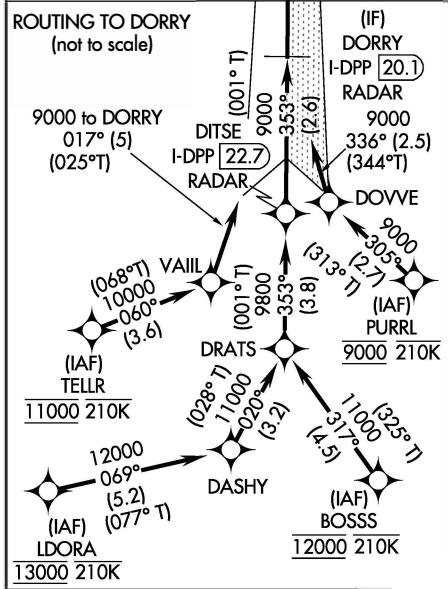 ROUTING TO DORRY
(not to scale)
(IF)
DORRY
I-DPP 20.1
RADAR
9000 to DORRY
017° (5)
(025°T)
DITSE
I-DPP 22.7
RADAR
(001° T)
9000
353°
(2.6)
9000
336° (2.5)
(344°T)
DOVVE
9000
305°
(2.7)
(313° T)
(IAF)
PURRL
9000 210K
VAIIL
(068°T)
10000
060°
(3.6)
(IAF)
TELLR
11000 210K
(001° T)
9800
353°
(3.8)
DRATS
(028° T)
11000
020°
(3.2)
DASHY
11000
317°
(4.5)
(325° T)
(IAF)
BOSSS
12000 210K
12000
069°
(5.2)
(077° T)
(IAF)
LDORA
13000 210K